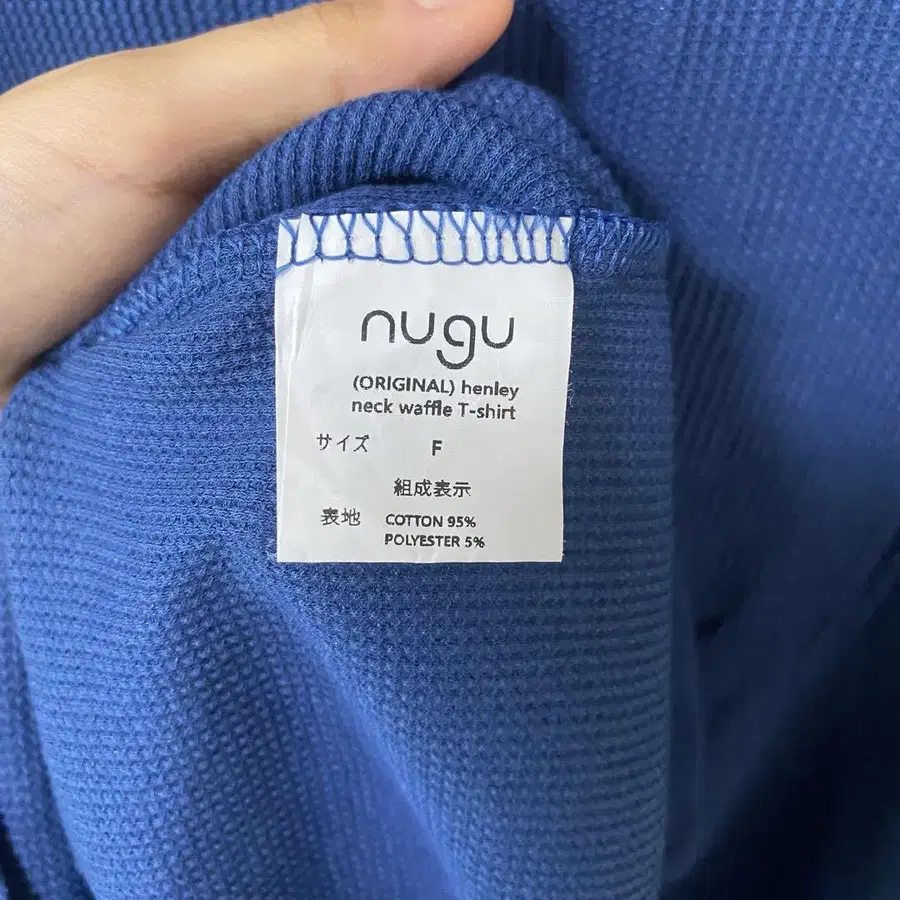 nugu
(ORIGINAL) henley
neck waffle T-shirt
サイズ F
組成表示
表地 COTTON 95%
POLYESTER 5%